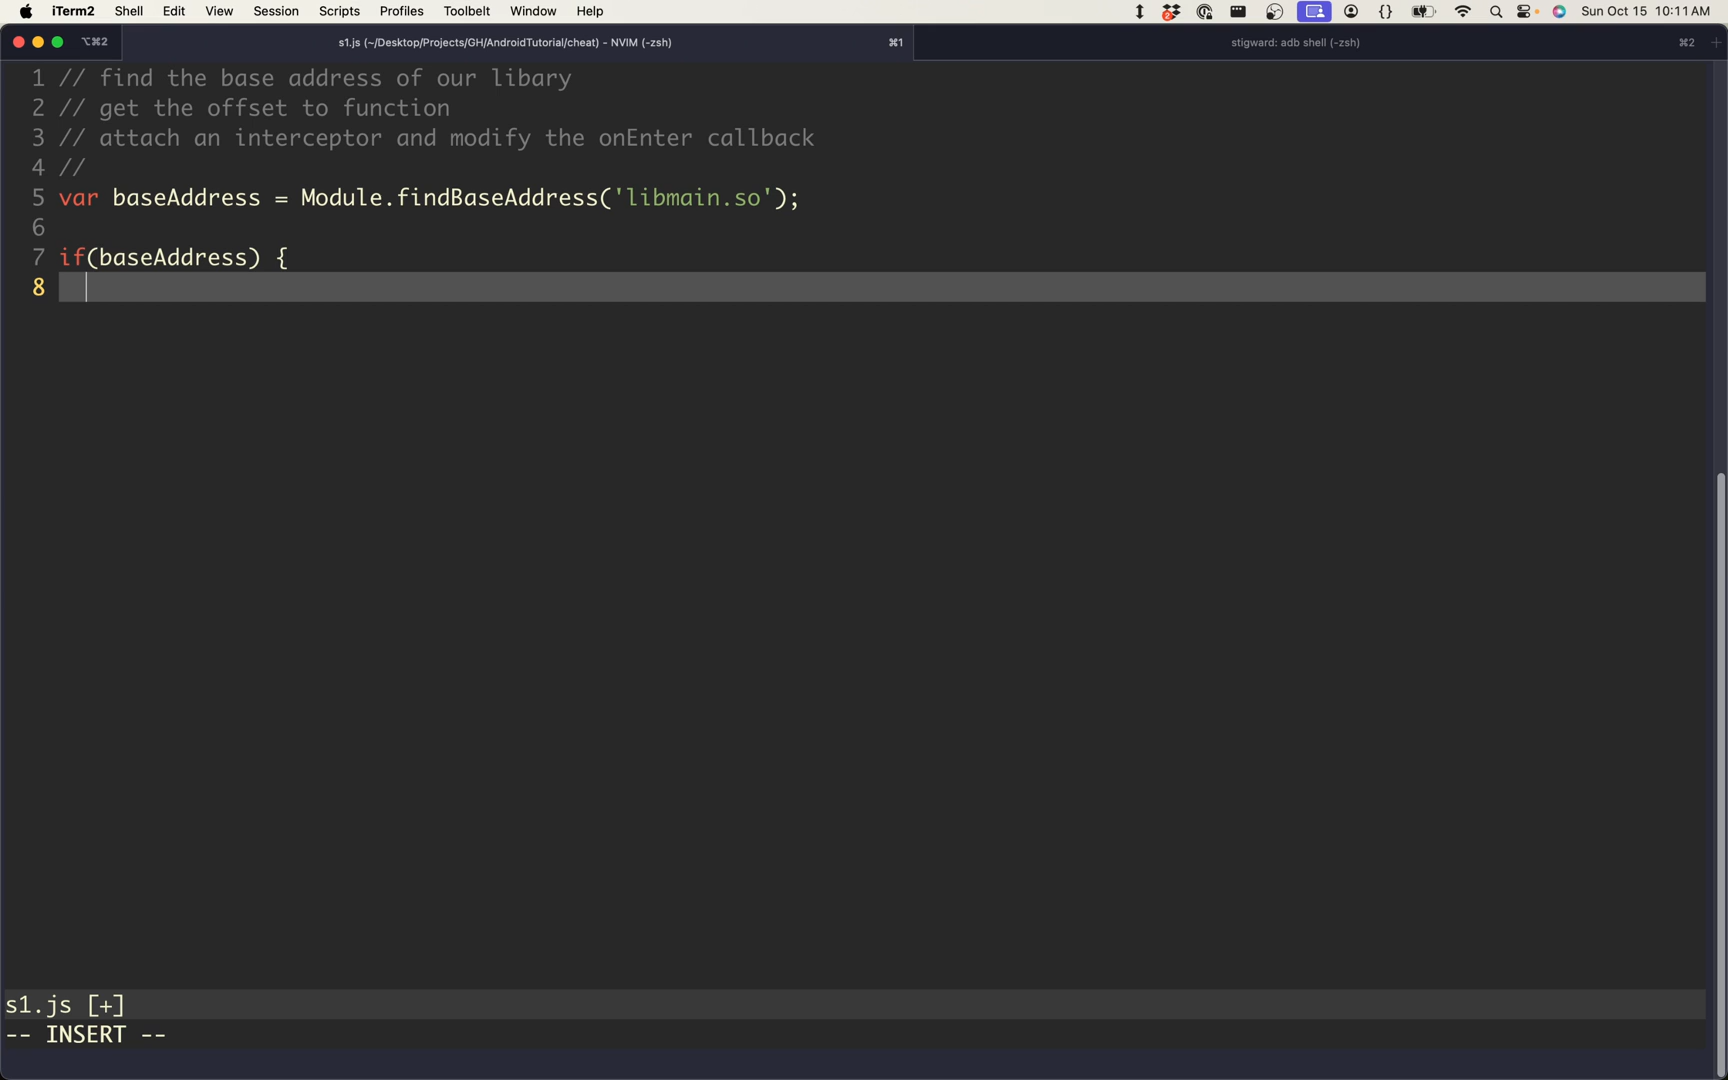 iTerm2 Shell Edit View Session Scripts Profiles Toolbelt Window Help Sun Oct 15 10:11 AM
⌥⌘2 s1.js (~/Desktop/Projects/GH/AndroidTutorial/cheat) - NVIM (-zsh) ⌘1 stigward: adb shell (-zsh) ⌘2
1 // find the base address of our libary
2 // get the offset to function
3 // attach an interceptor and modify the onEnter callback
4 //
5 var baseAddress = Module.findBaseAddress('libmain.so');
6
7 if(baseAddress) {
8
s1.js [+]
-- INSERT --